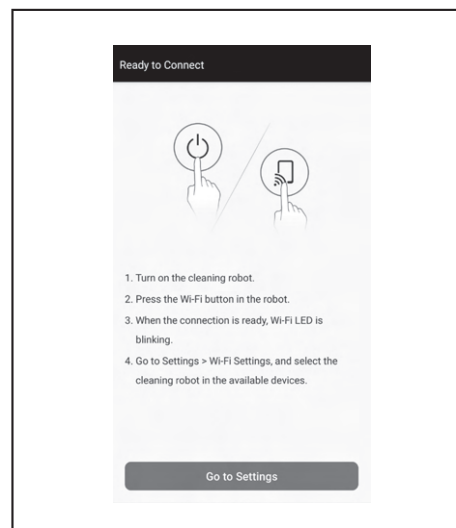 Ready to Connect
1. Turn on the cleaning robot.
2. Press the Wi-Fi button in the robot.
3. When the connection is ready, Wi-Fi LED is
blinking.
4. Go to Settings > Wi-Fi Settings, and select the
cleaning robot in the available devices.
Go to Settings